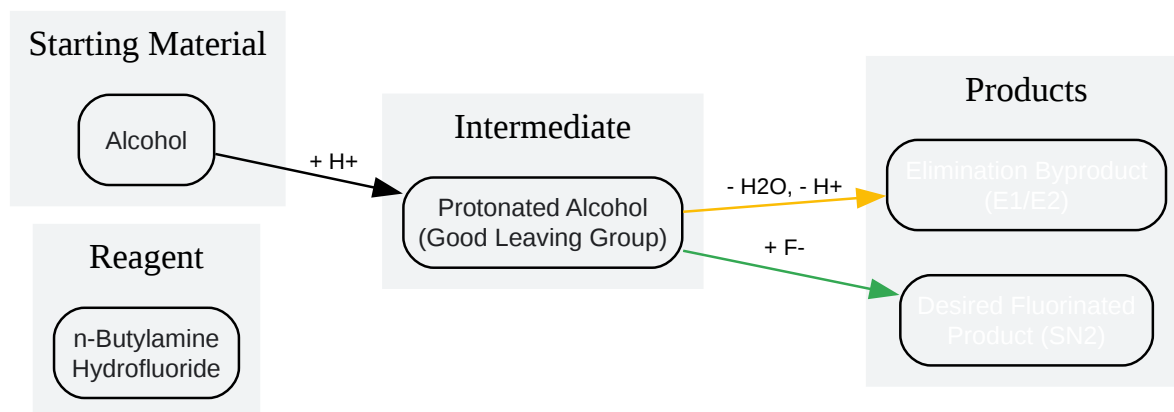 Starting Material
Alcohol
+ H+
Reagent
n-Butylamine
Hydrofluoride
Intermediate
Protonated Alcohol
(Good Leaving Group)
- H2O, - H+
+ F-
Products
Elimination Byproduct
(E1/E2)
Desired Fluorinated
Product (SN2)